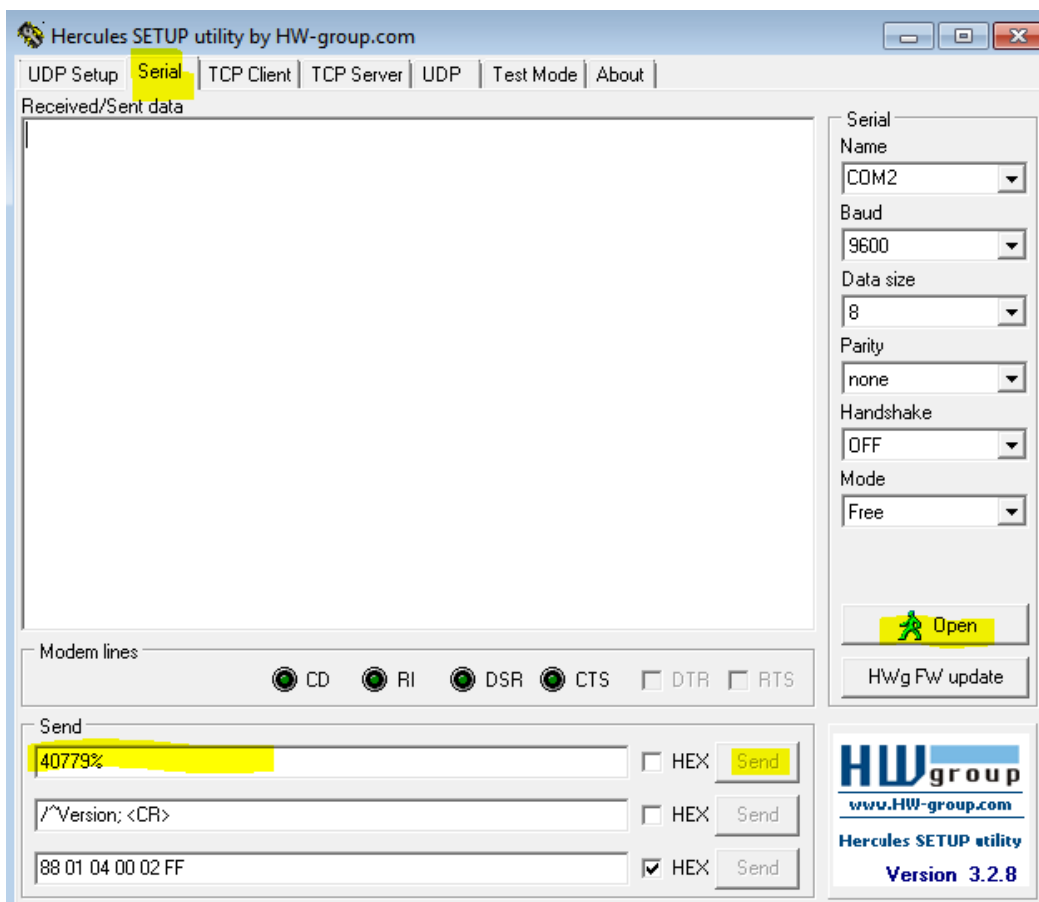 Hercules SETUP utility by HW-group.com
UDP Setup Serial TCP Client TCP Server UDP Test Mode About
Received/Sent data
Serial
Name
COM2
Baud
9600
Data size
8
Parity
none
Handshake
OFF
Mode
Free
Open
HWg FW update
Modem lines
CD RI DSR CTS DTR RTS
Send
40779% HEX Send
/^Version; <CR> HEX Send
88 01 04 00 02 FF HEX Send
HWgroup
www.HW-group.com
Hercules SETUP utility
Version 3.2.8